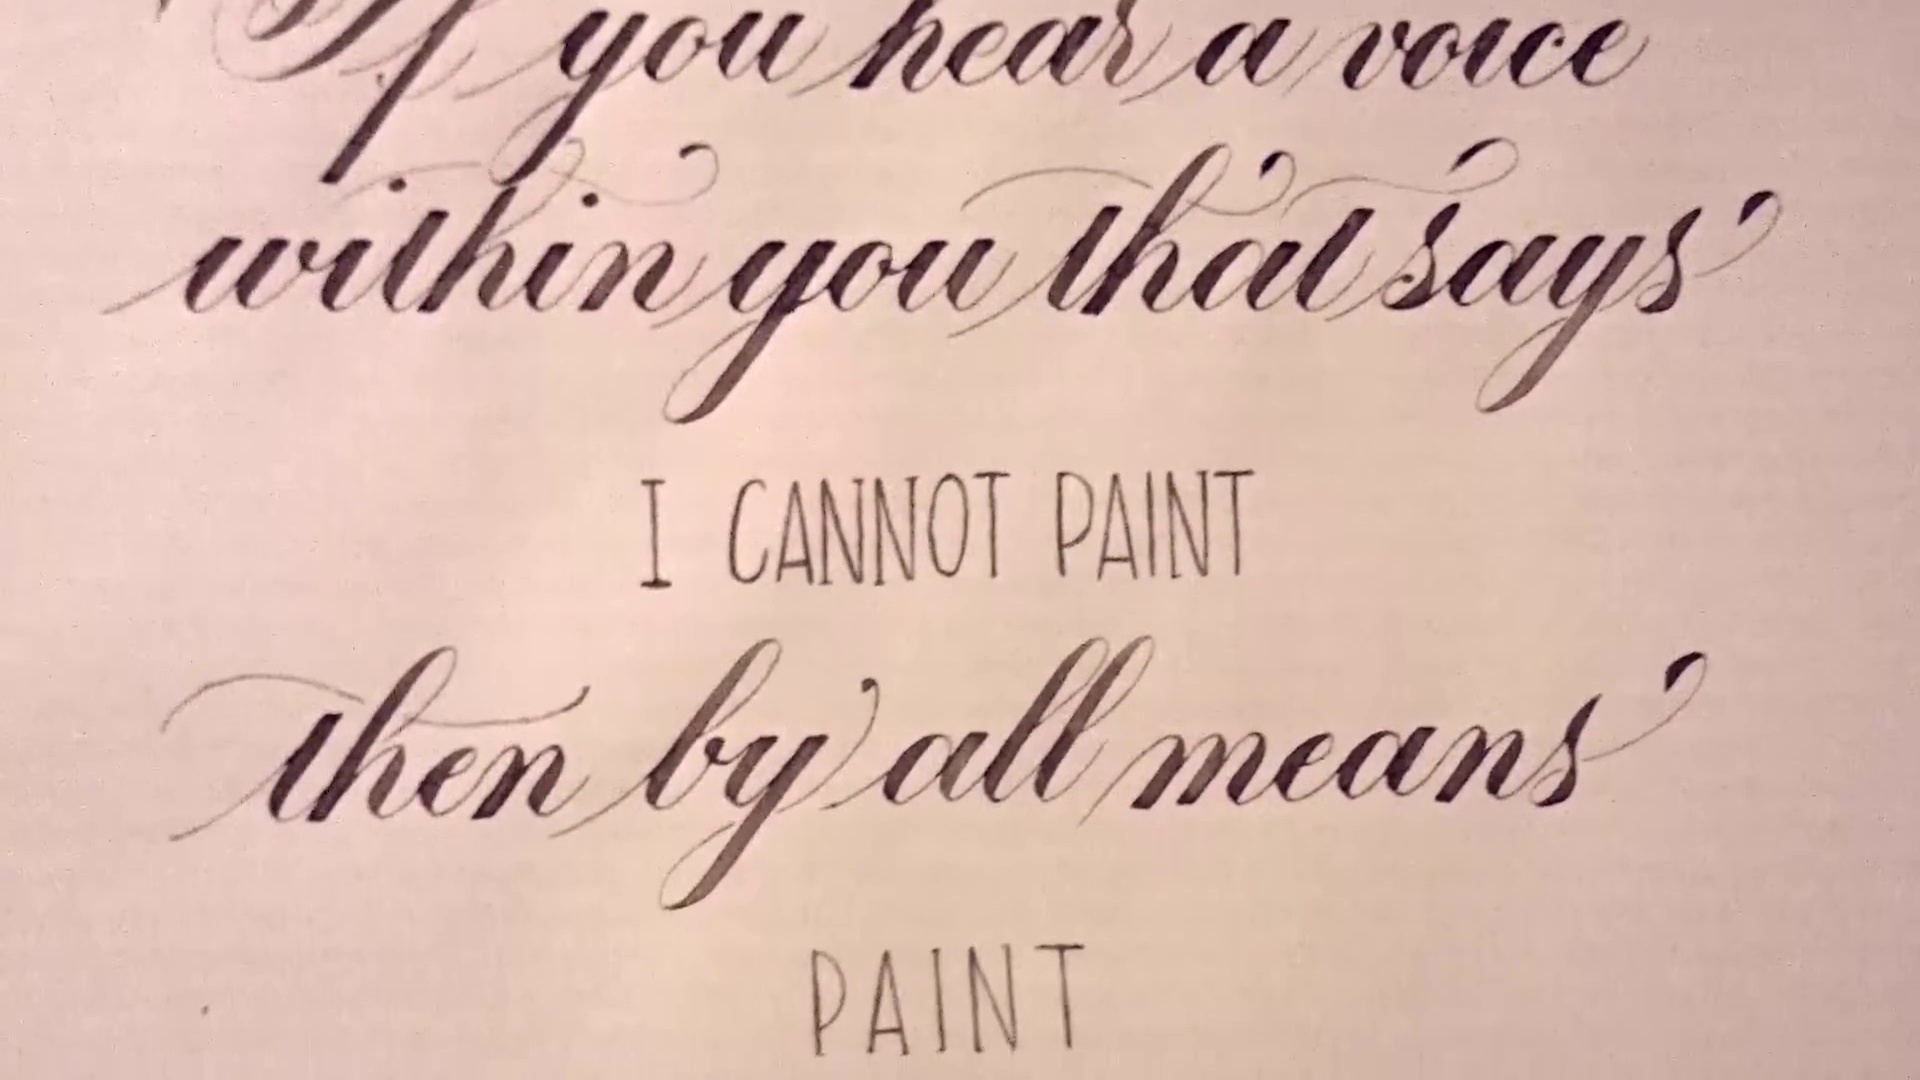 "If you hear a voice
within you that says
I CANNOT PAINT
then by all means
PAINT